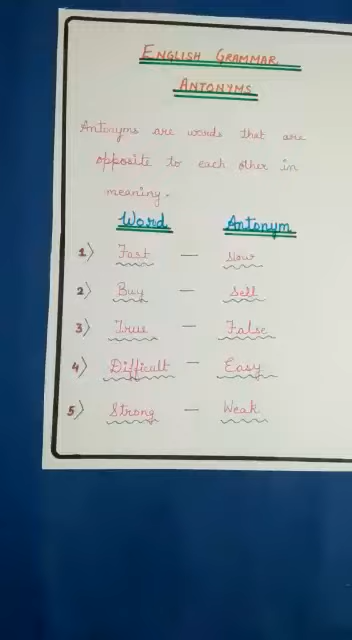 ENGLISH GRAMMAR
ANTONYMS
Antonyms are words that are
opposite to each other in
meaning.
Word Antonym
1) Fast — Slow
2) Buy — Sell
3) True — False
4) Difficult — Easy
5) Strong — Weak